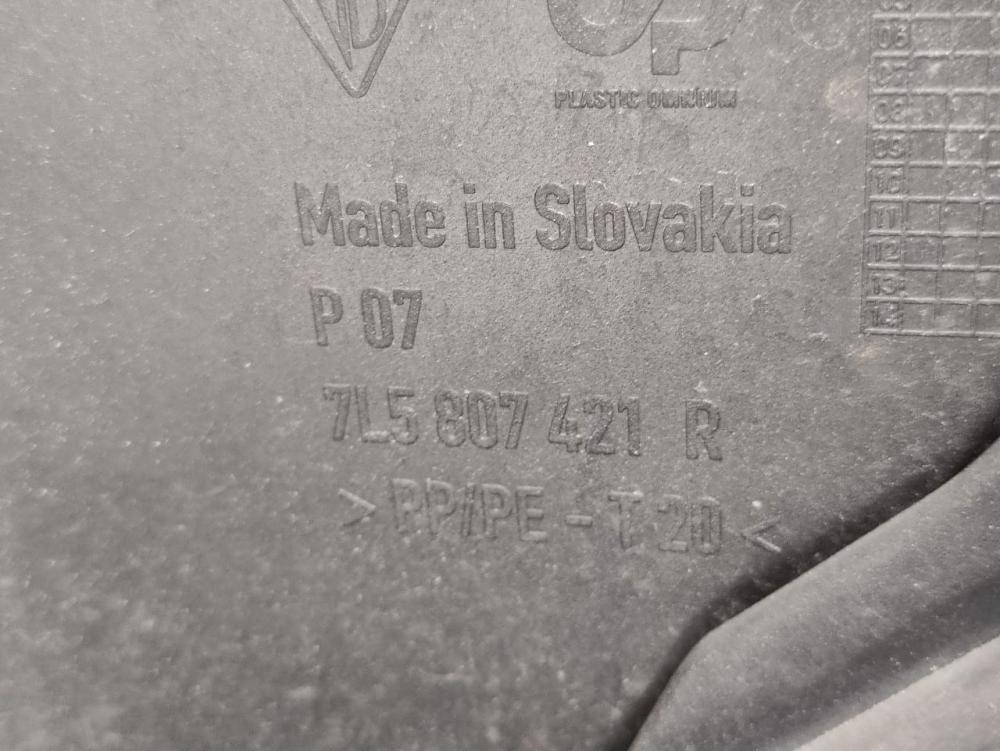 op
PLASTIC OMNIUM
06
07
08
09
10
11
12
13
14
Made in Slovakia
P 07
7L5 807 421 R
> PP/PE - T 20 <